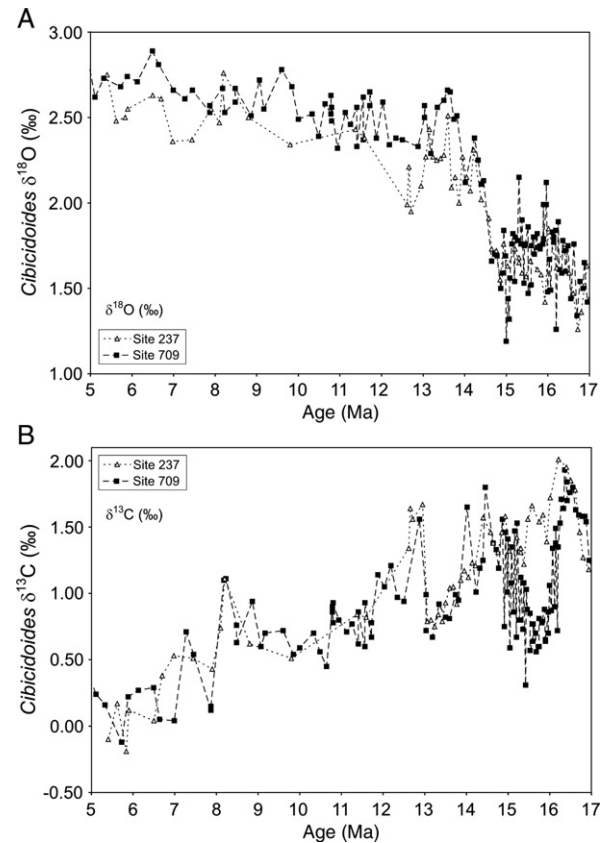 A
Cibicidoides δ18O (‰)
3.00
2.50
2.00
1.50
1.00
δ18O (‰)
Site 237
Site 709
5 6 7 8 9 10 11 12 13 14 15 16 17
Age (Ma)
B
Cibicidoides δ13C (‰)
2.00
1.50
1.00
0.50
0.00
-0.50
Site 237
Site 709
δ13C (‰)
5 6 7 8 9 10 11 12 13 14 15 16 17
Age (Ma)